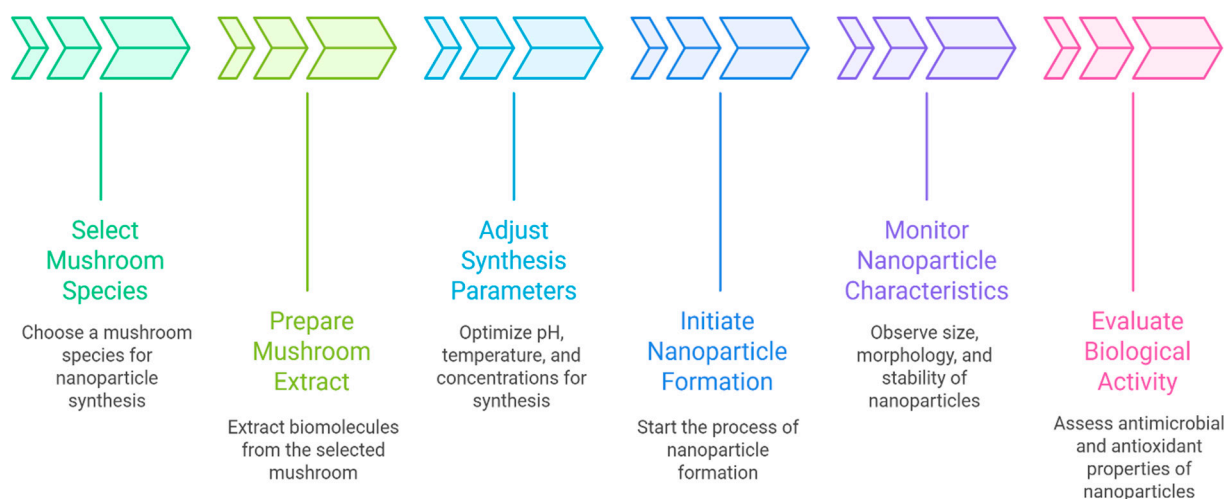 Select
Mushroom
Species
Choose a mushroom
species for
nanoparticle
synthesis
Prepare
Mushroom
Extract
Extract biomolecules
from the selected
mushroom
Adjust
Synthesis
Parameters
Optimize pH,
temperature, and
concentrations for
synthesis
Initiate
Nanoparticle
Formation
Start the process of
nanoparticle
formation
Monitor
Nanoparticle
Characteristics
Observe size,
morphology, and
stability of
nanoparticles
Evaluate
Biological
Activity
Assess antimicrobial
and antioxidant
properties of
nanoparticles